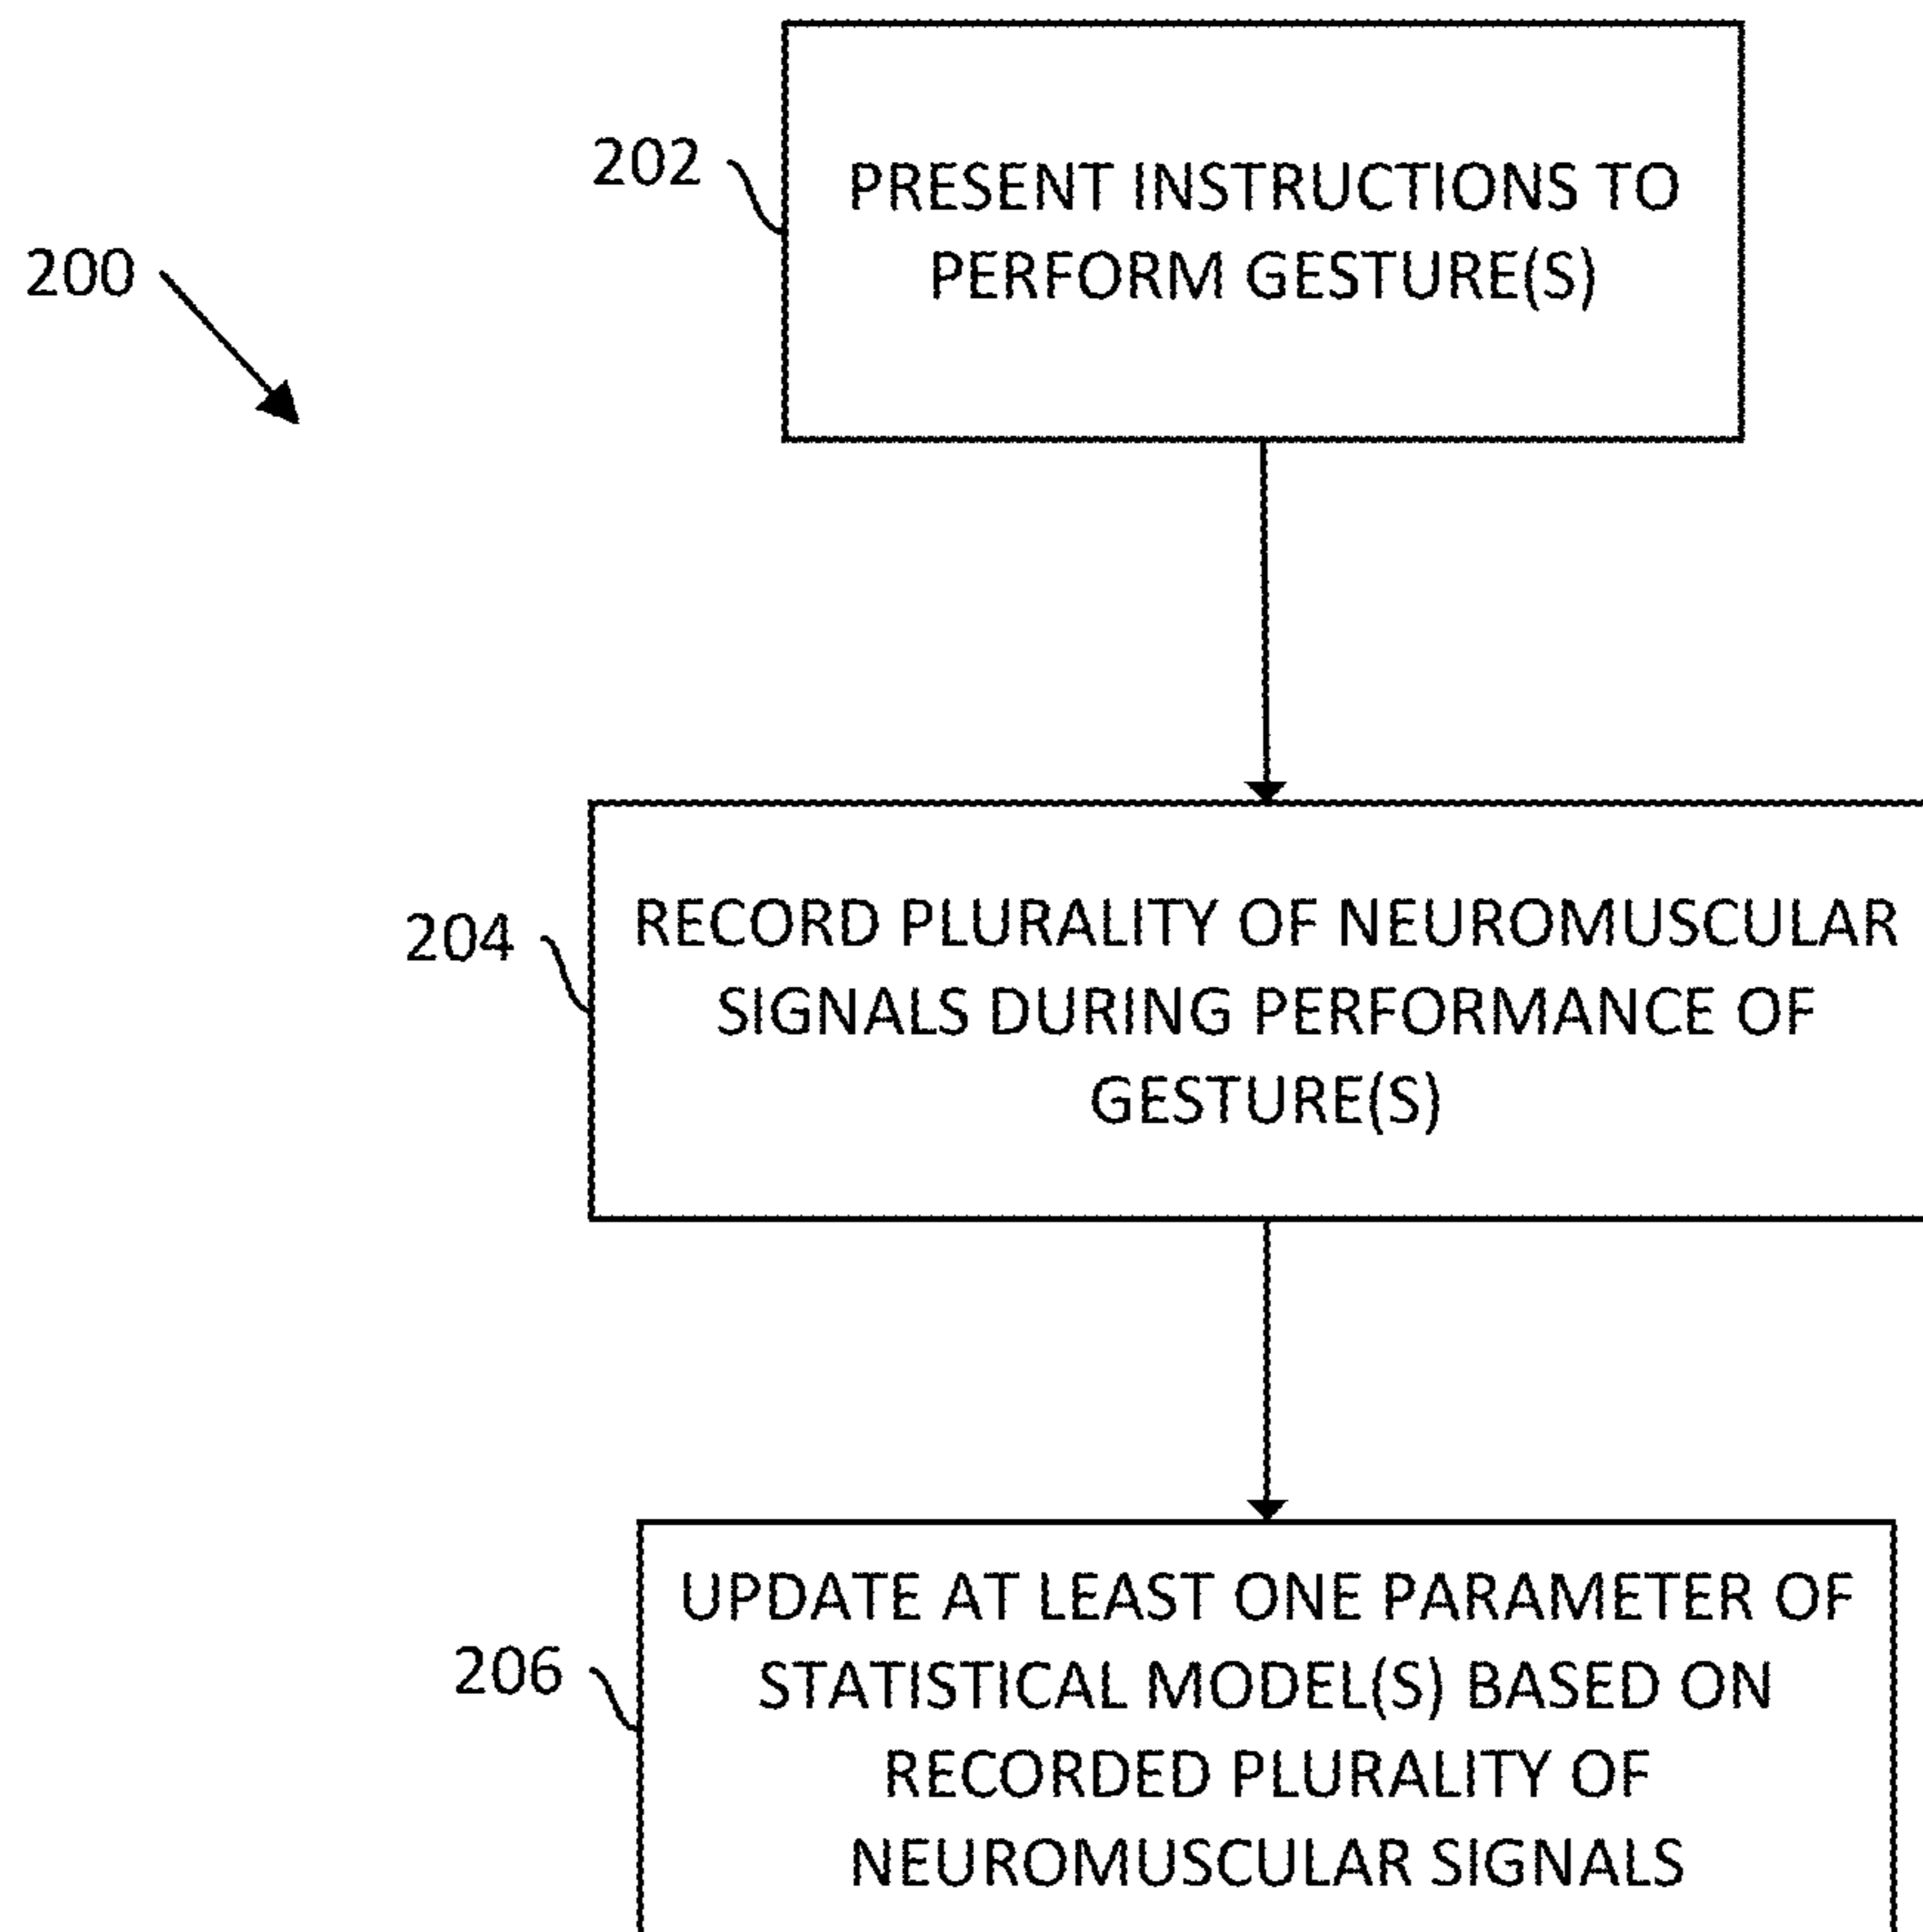 202
PRESENT INSTRUCTIONS TO
PERFORM GESTURE(S)
200
204
RECORD PLURALITY OF NEUROMUSCULAR
SIGNALS DURING PERFORMANCE OF
GESTURE(S)
206
UPDATE AT LEAST ONE PARAMETER OF
STATISTICAL MODEL(S) BASED ON
RECORDED PLURALITY OF
NEUROMUSCULAR SIGNALS